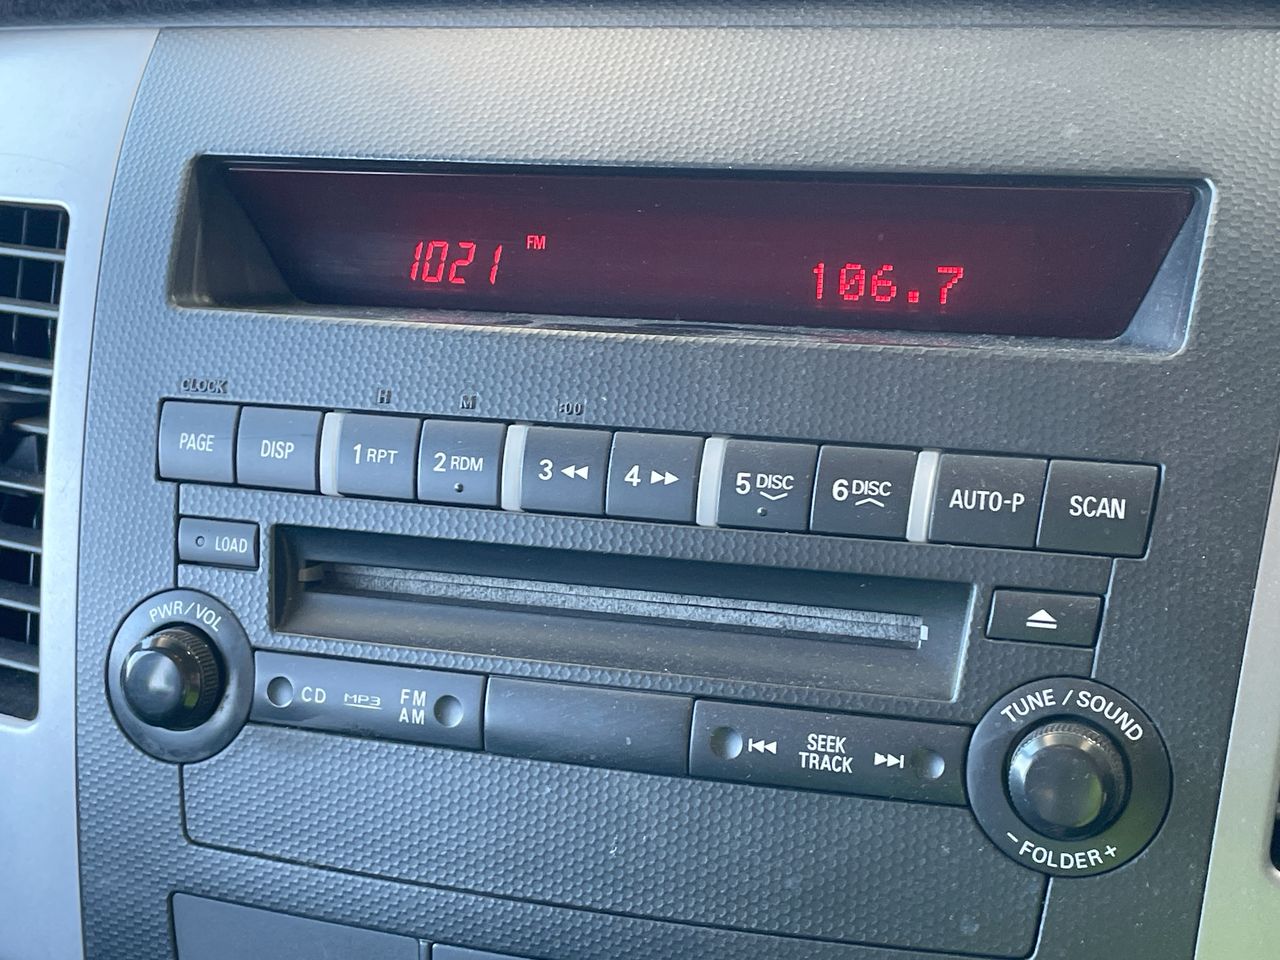 1021 FM 106.7
CLOCK H M :00
PAGE DISP 1 RPT 2 RDM 3 4 5 DISC 6 DISC AUTO-P SCAN
LOAD
PWR/VOL
CD MP3 FM AM
SEEK TRACK
TUNE / SOUND
- FOLDER +